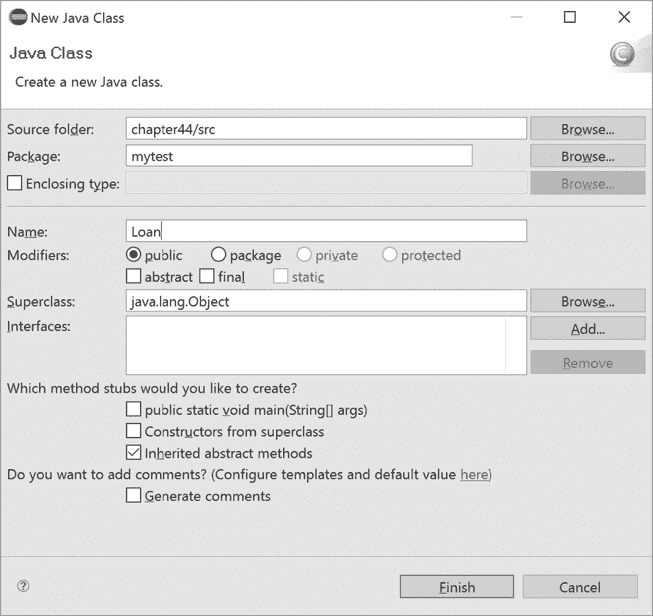 New Java Class
Java Class
Create a new Java class.
Source folder: chapter44/src Browse...
Package: mytest Browse...
Enclosing type: Browse...
Name: Loan
Modifiers: public package private protected
abstract final static
Superclass: java.lang.Object Browse...
Interfaces: Add...
Remove
Which method stubs would you like to create?
public static void main(String[] args)
Constructors from superclass
Inherited abstract methods
Do you want to add comments? (Configure templates and default value here)
Generate comments
? Finish Cancel